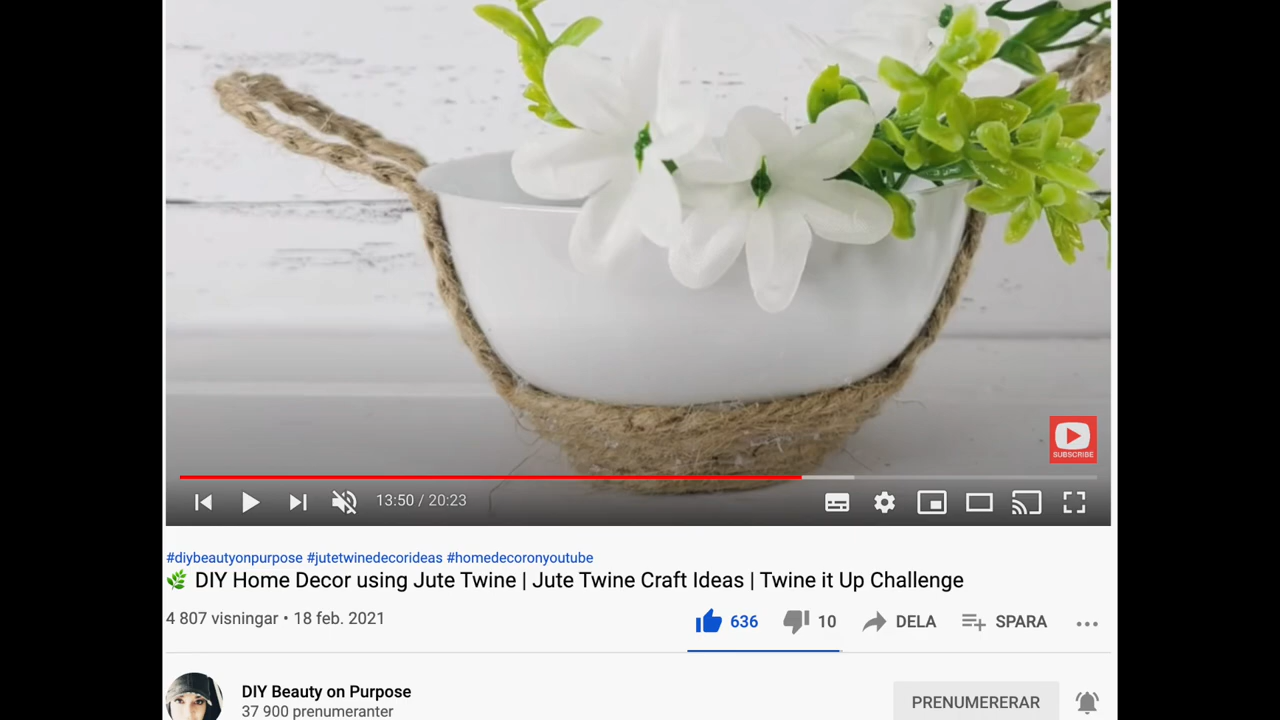 SUBSCRIBE
13:50 / 20:23
#diybeautyonpurpose #jutetwinedecorideas #homedecoronyoutube
🌿 DIY Home Decor using Jute Twine | Jute Twine Craft Ideas | Twine it Up Challenge
4 807 visningar • 18 feb. 2021
636 10 DELA SPARA
DIY Beauty on Purpose
PRENUMERERAR
37 900 prenumeranter